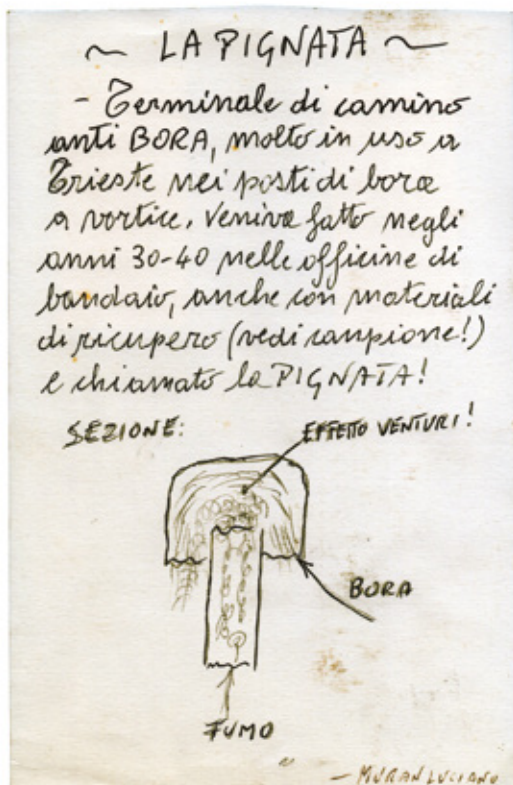 ~ LA PIGNATA ~
- Terminale di camino
anti BORA, molto in uso a
Trieste nei posti di bora
a vortice. Veniva fatto negli
anni 30-40 nelle officine di
bandaio, anche con materiali
di ricupero (vedi campione!)
e chiamato la PIGNATA!
SEZIONE:
EFFETTO VENTURI!
BORA
FUMO
- MURAN LUCIANO